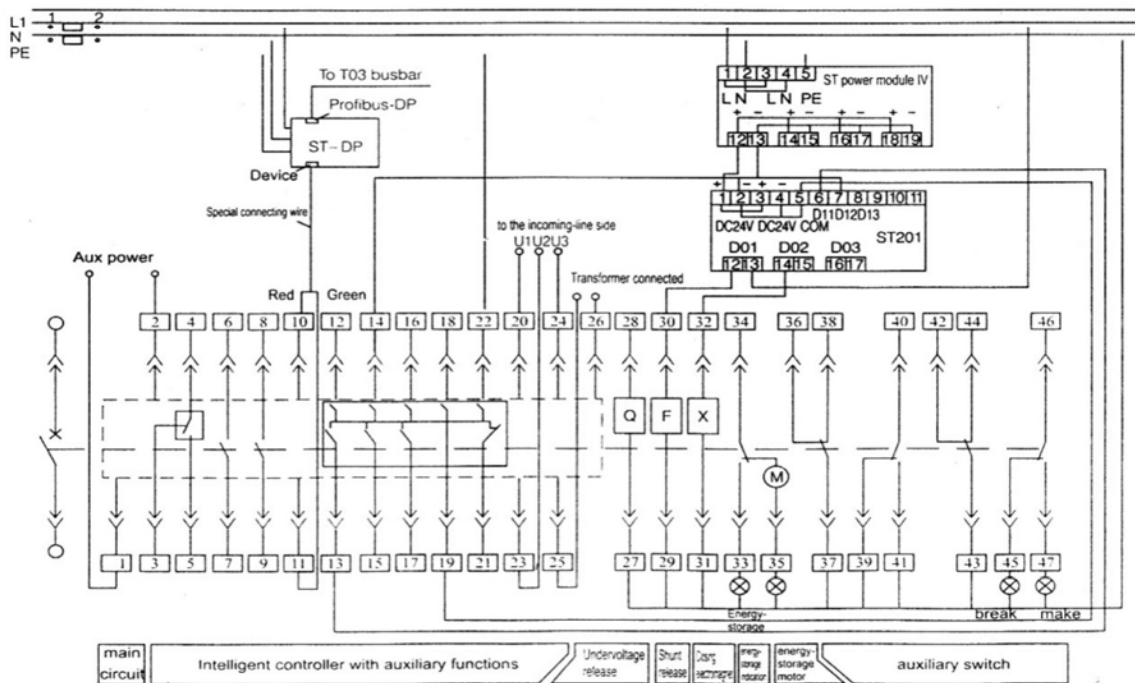 L1
N
PE
1 2
To T03 busbar
Profibus-DP
ST-DP
Device
Special connecting wire
1 2 3 4 5
ST power module IV
L N L N PE
+ - + - + - + -
12 13 14 15 16 17 18 19
+ - + -
1 2 3 4 5 6 7 8 9 10 11
D11D12D13
DC24V DC24V COM
ST201
D01 D02 D03
12 13 14 15 16 17
to the incoming-line side
U1U2U3
Aux power
Transformer connected
Red Green
2 4 6 8 10 12 14 16 18 22 20 24 26 28 30 32 34 36 38 40 42 44 46
Q F X
M
1 3 5 7 9 11 13 15 17 19 21 23 25 27 29 31 33 35 37 39 41 43 45 47
Energy-
storage
break make
main
circuit
Intelligent controller with auxiliary functions
Undervoltage
release
Shunt
release
energy-
storage
motor
auxiliary switch